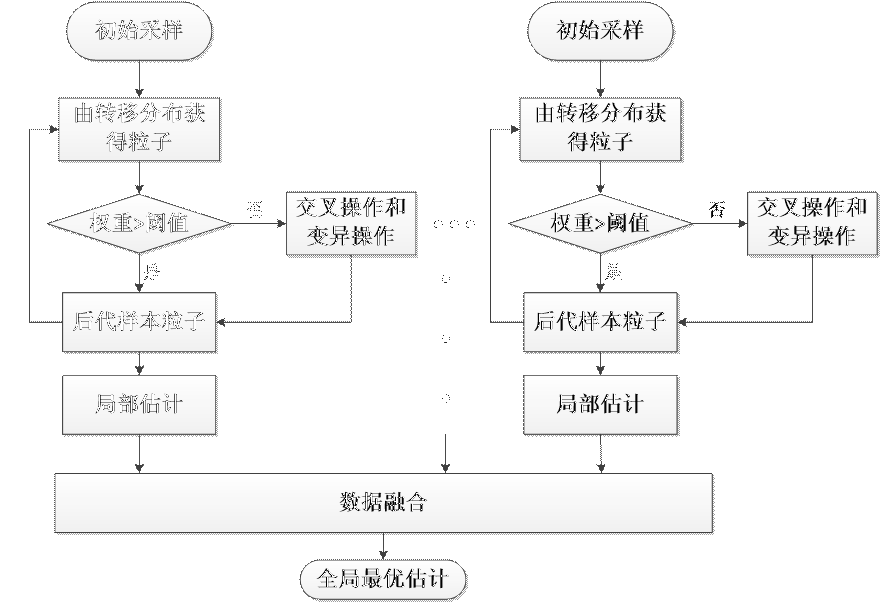 初始采样
由转移分布获
得粒子
权重>阈值
否
交叉操作和
变异操作
是
后代样本粒子
局部估计
初始采样
由转移分布获
得粒子
权重>阈值
否
交叉操作和
变异操作
是
后代样本粒子
局部估计
数据融合
全局最优估计